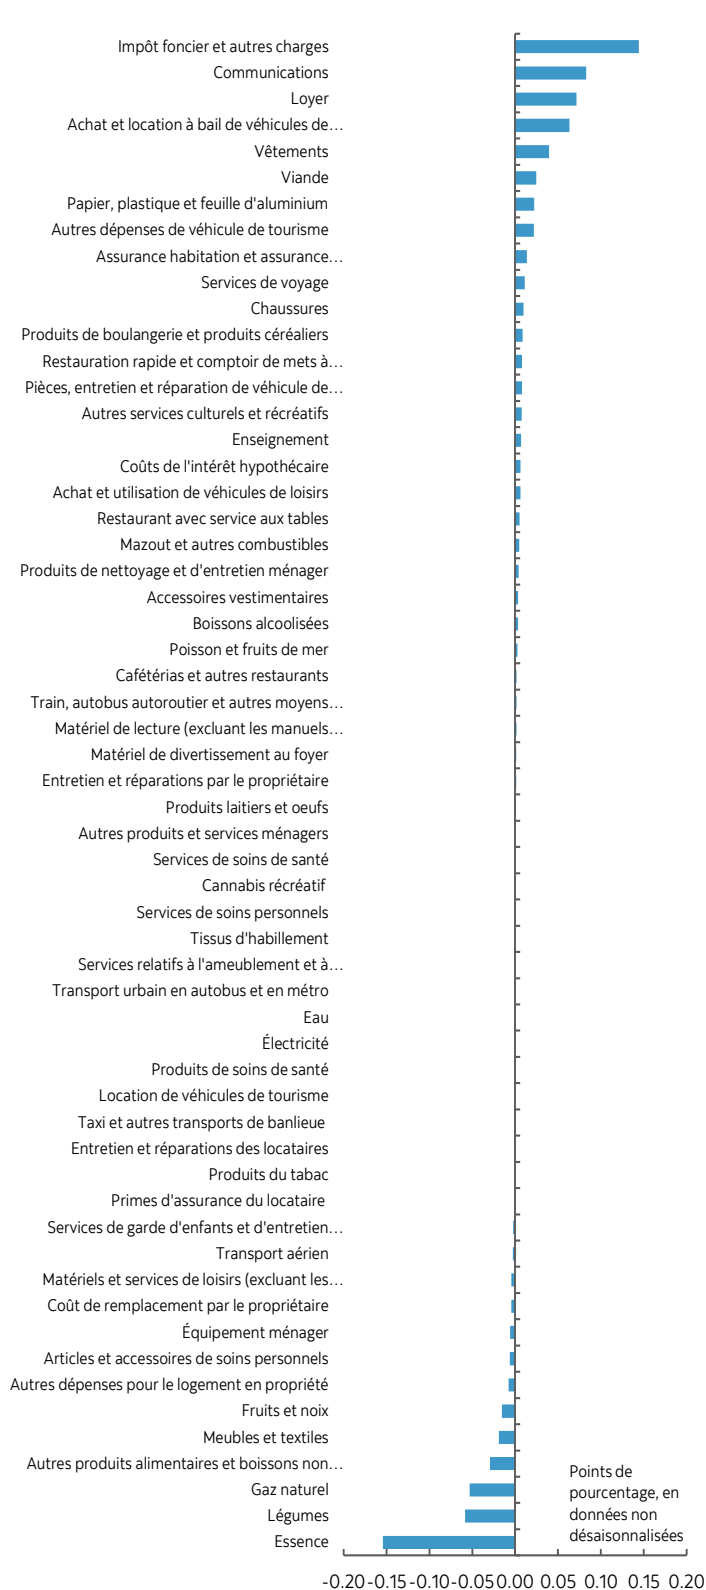 Impôt foncier et autres charges
Communications
Loyer
Achat et location à bail de véhicules de…
Vêtements
Viande
Papier, plastique et feuille d'aluminium
Autres dépenses de véhicule de tourisme
Assurance habitation et assurance…
Services de voyage
Chaussures
Produits de boulangerie et produits céréaliers
Restauration rapide et comptoir de mets à…
Pièces, entretien et réparation de véhicule de…
Autres services culturels et récréatifs
Enseignement
Coûts de l'intérêt hypothécaire
Achat et utilisation de véhicules de loisirs
Restaurant avec service aux tables
Mazout et autres combustibles
Produits de nettoyage et d'entretien ménager
Accessoires vestimentaires
Boissons alcoolisées
Poisson et fruits de mer
Cafétérias et autres restaurants
Train, autobus autoroutier et autres moyens…
Matériel de lecture (excluant les manuels…
Matériel de divertissement au foyer
Entretien et réparations par le propriétaire
Produits laitiers et oeufs
Autres produits et services ménagers
Services de soins de santé
Cannabis récréatif
Services de soins personnels
Tissus d'habillement
Services relatifs à l'ameublement et à…
Transport urbain en autobus et en métro
Eau
Électricité
Produits de soins de santé
Location de véhicules de tourisme
Taxi et autres transports de banlieue
Entretien et réparations des locataires
Produits du tabac
Primes d'assurance du locataire
Services de garde d'enfants et d'entretien…
Transport aérien
Matériels et services de loisirs (excluant les…
Coût de remplacement par le propriétaire
Équipement ménager
Articles et accessoires de soins personnels
Autres dépenses pour le logement en propriété
Fruits et noix
Meubles et textiles
Autres produits alimentaires et boissons non…
Gaz naturel
Légumes
Essence
Points de
pourcentage, en
données non
désaisonnalisées
-0.20 -0.15 -0.10 -0.05 0.00 0.05 0.10 0.15 0.20